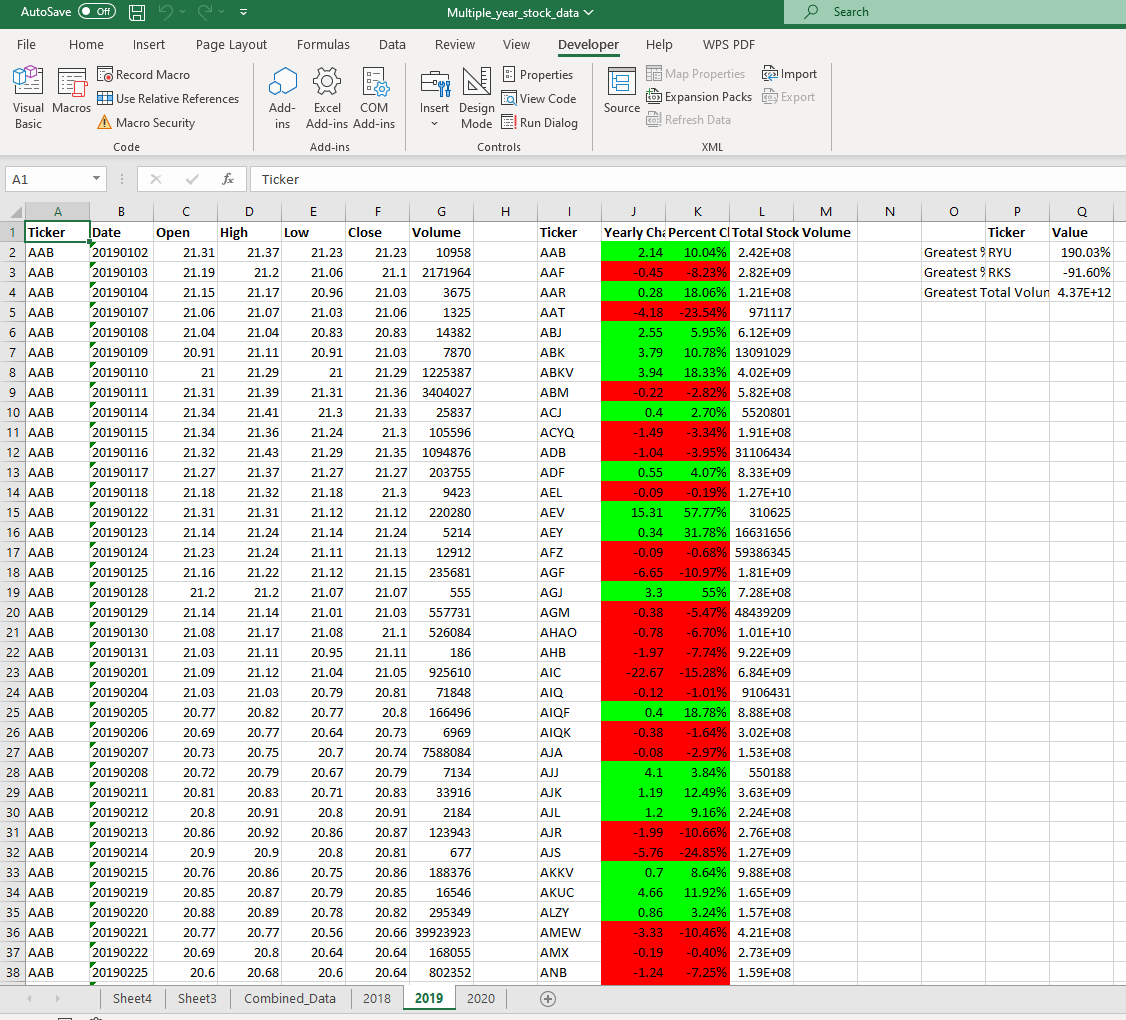 AutoSave Off Multiple_year_stock_data Search
File Home Insert Page Layout Formulas Data Review View Developer Help WPS PDF
Visual Basic Macros Record Macro Use Relative References Macro Security
Add-ins Excel Add-ins COM Add-ins
Insert Design Mode Properties View Code Run Dialog
Source Map Properties Expansion Packs Refresh Data Import Export
Code Add-ins Controls XML
A1 fx Ticker
A B C D E F G H I J K L M N O P Q
1 Ticker Date Open High Low Close Volume Ticker Yearly Cha Percent C Total Stock Volume Ticker Value
2 AAB 20190102 21.31 21.37 21.23 21.23 10958 AAB 2.14 10.04% 2.42E+08 Greatest % RYU 190.03%
3 AAB 20190103 21.19 21.2 21.06 21.1 2171964 AAF -0.45 -8.23% 2.82E+09 Greatest % RKS -91.60%
4 AAB 20190104 21.15 21.17 20.96 21.03 3675 AAR 0.28 18.06% 1.21E+08 Greatest Total Volun 4.37E+12
5 AAB 20190107 21.06 21.07 21.03 21.06 1325 AAT -4.18 -23.54% 971117
6 AAB 20190108 21.04 21.04 20.83 20.83 14382 ABJ 2.55 5.95% 6.12E+09
7 AAB 20190109 20.91 21.11 20.91 21.03 7870 ABK 3.79 10.78% 13091029
8 AAB 20190110 21 21.29 21 21.29 1225387 ABKV 3.94 18.33% 4.02E+09
9 AAB 20190111 21.31 21.39 21.31 21.36 3404027 ABM -0.22 -2.82% 5.82E+08
10 AAB 20190114 21.34 21.41 21.3 21.33 25837 ACJ 0.4 2.70% 5520801
11 AAB 20190115 21.34 21.36 21.24 21.3 105596 ACYQ -1.49 -3.34% 1.91E+08
12 AAB 20190116 21.32 21.43 21.29 21.35 1094876 ADB -1.04 -3.95% 31106434
13 AAB 20190117 21.27 21.37 21.27 21.27 203755 ADF 0.55 4.07% 8.33E+09
14 AAB 20190118 21.18 21.32 21.18 21.3 9423 AEL -0.09 -0.19% 1.27E+10
15 AAB 20190122 21.31 21.31 21.12 21.12 220280 AEV 15.31 57.77% 310625
16 AAB 20190123 21.14 21.24 21.14 21.24 5214 AEY 0.34 31.78% 16631656
17 AAB 20190124 21.23 21.24 21.11 21.13 12912 AFZ -0.09 -0.68% 59386345
18 AAB 20190125 21.16 21.22 21.12 21.15 235681 AGF -6.65 -10.97% 1.81E+09
19 AAB 20190128 21.2 21.2 21.07 21.07 555 AGJ 3.3 55% 7.28E+08
20 AAB 20190129 21.14 21.14 21.01 21.03 557731 AGM -0.38 -5.47% 48439209
21 AAB 20190130 21.08 21.17 21.08 21.1 526084 AHAO -0.78 -6.70% 1.01E+10
22 AAB 20190131 21.03 21.11 20.95 21.11 186 AHB -1.97 -7.74% 9.22E+09
23 AAB 20190201 21.09 21.12 21.04 21.05 925610 AIC -22.67 -15.28% 6.84E+09
24 AAB 20190204 21.03 21.03 20.79 20.81 71848 AIQ -0.12 -1.01% 9106431
25 AAB 20190205 20.77 20.82 20.77 20.8 166496 AIQF 0.4 18.78% 8.88E+08
26 AAB 20190206 20.69 20.77 20.64 20.73 6969 AIQK -0.38 -1.64% 3.02E+08
27 AAB 20190207 20.73 20.75 20.7 20.74 7588084 AJA -0.08 -2.97% 1.53E+08
28 AAB 20190208 20.72 20.79 20.67 20.79 7134 AJJ 4.1 3.84% 550188
29 AAB 20190211 20.81 20.83 20.71 20.83 33916 AJK 1.19 12.49% 3.63E+09
30 AAB 20190212 20.8 20.91 20.8 20.91 2184 AJL 1.2 9.16% 2.24E+08
31 AAB 20190213 20.86 20.92 20.86 20.87 123943 AJR -1.99 -10.66% 2.76E+08
32 AAB 20190214 20.9 20.9 20.8 20.81 677 AJS -5.76 -24.85% 1.27E+09
33 AAB 20190215 20.76 20.86 20.75 20.86 188376 AKKV 0.7 8.64% 9.88E+08
34 AAB 20190219 20.85 20.87 20.79 20.85 16546 AKUC 4.66 11.92% 1.65E+09
35 AAB 20190220 20.88 20.89 20.78 20.82 295349 ALZY 0.86 3.24% 1.57E+08
36 AAB 20190221 20.77 20.77 20.56 20.66 39923923 AMEW -3.33 -10.46% 4.21E+08
37 AAB 20190222 20.69 20.8 20.64 20.64 168055 AMX -0.19 -0.40% 2.73E+09
38 AAB 20190225 20.6 20.68 20.6 20.64 802352 ANB -1.24 -7.25% 1.59E+08
Sheet4 Sheet3 Combined_Data 2018 2019 2020